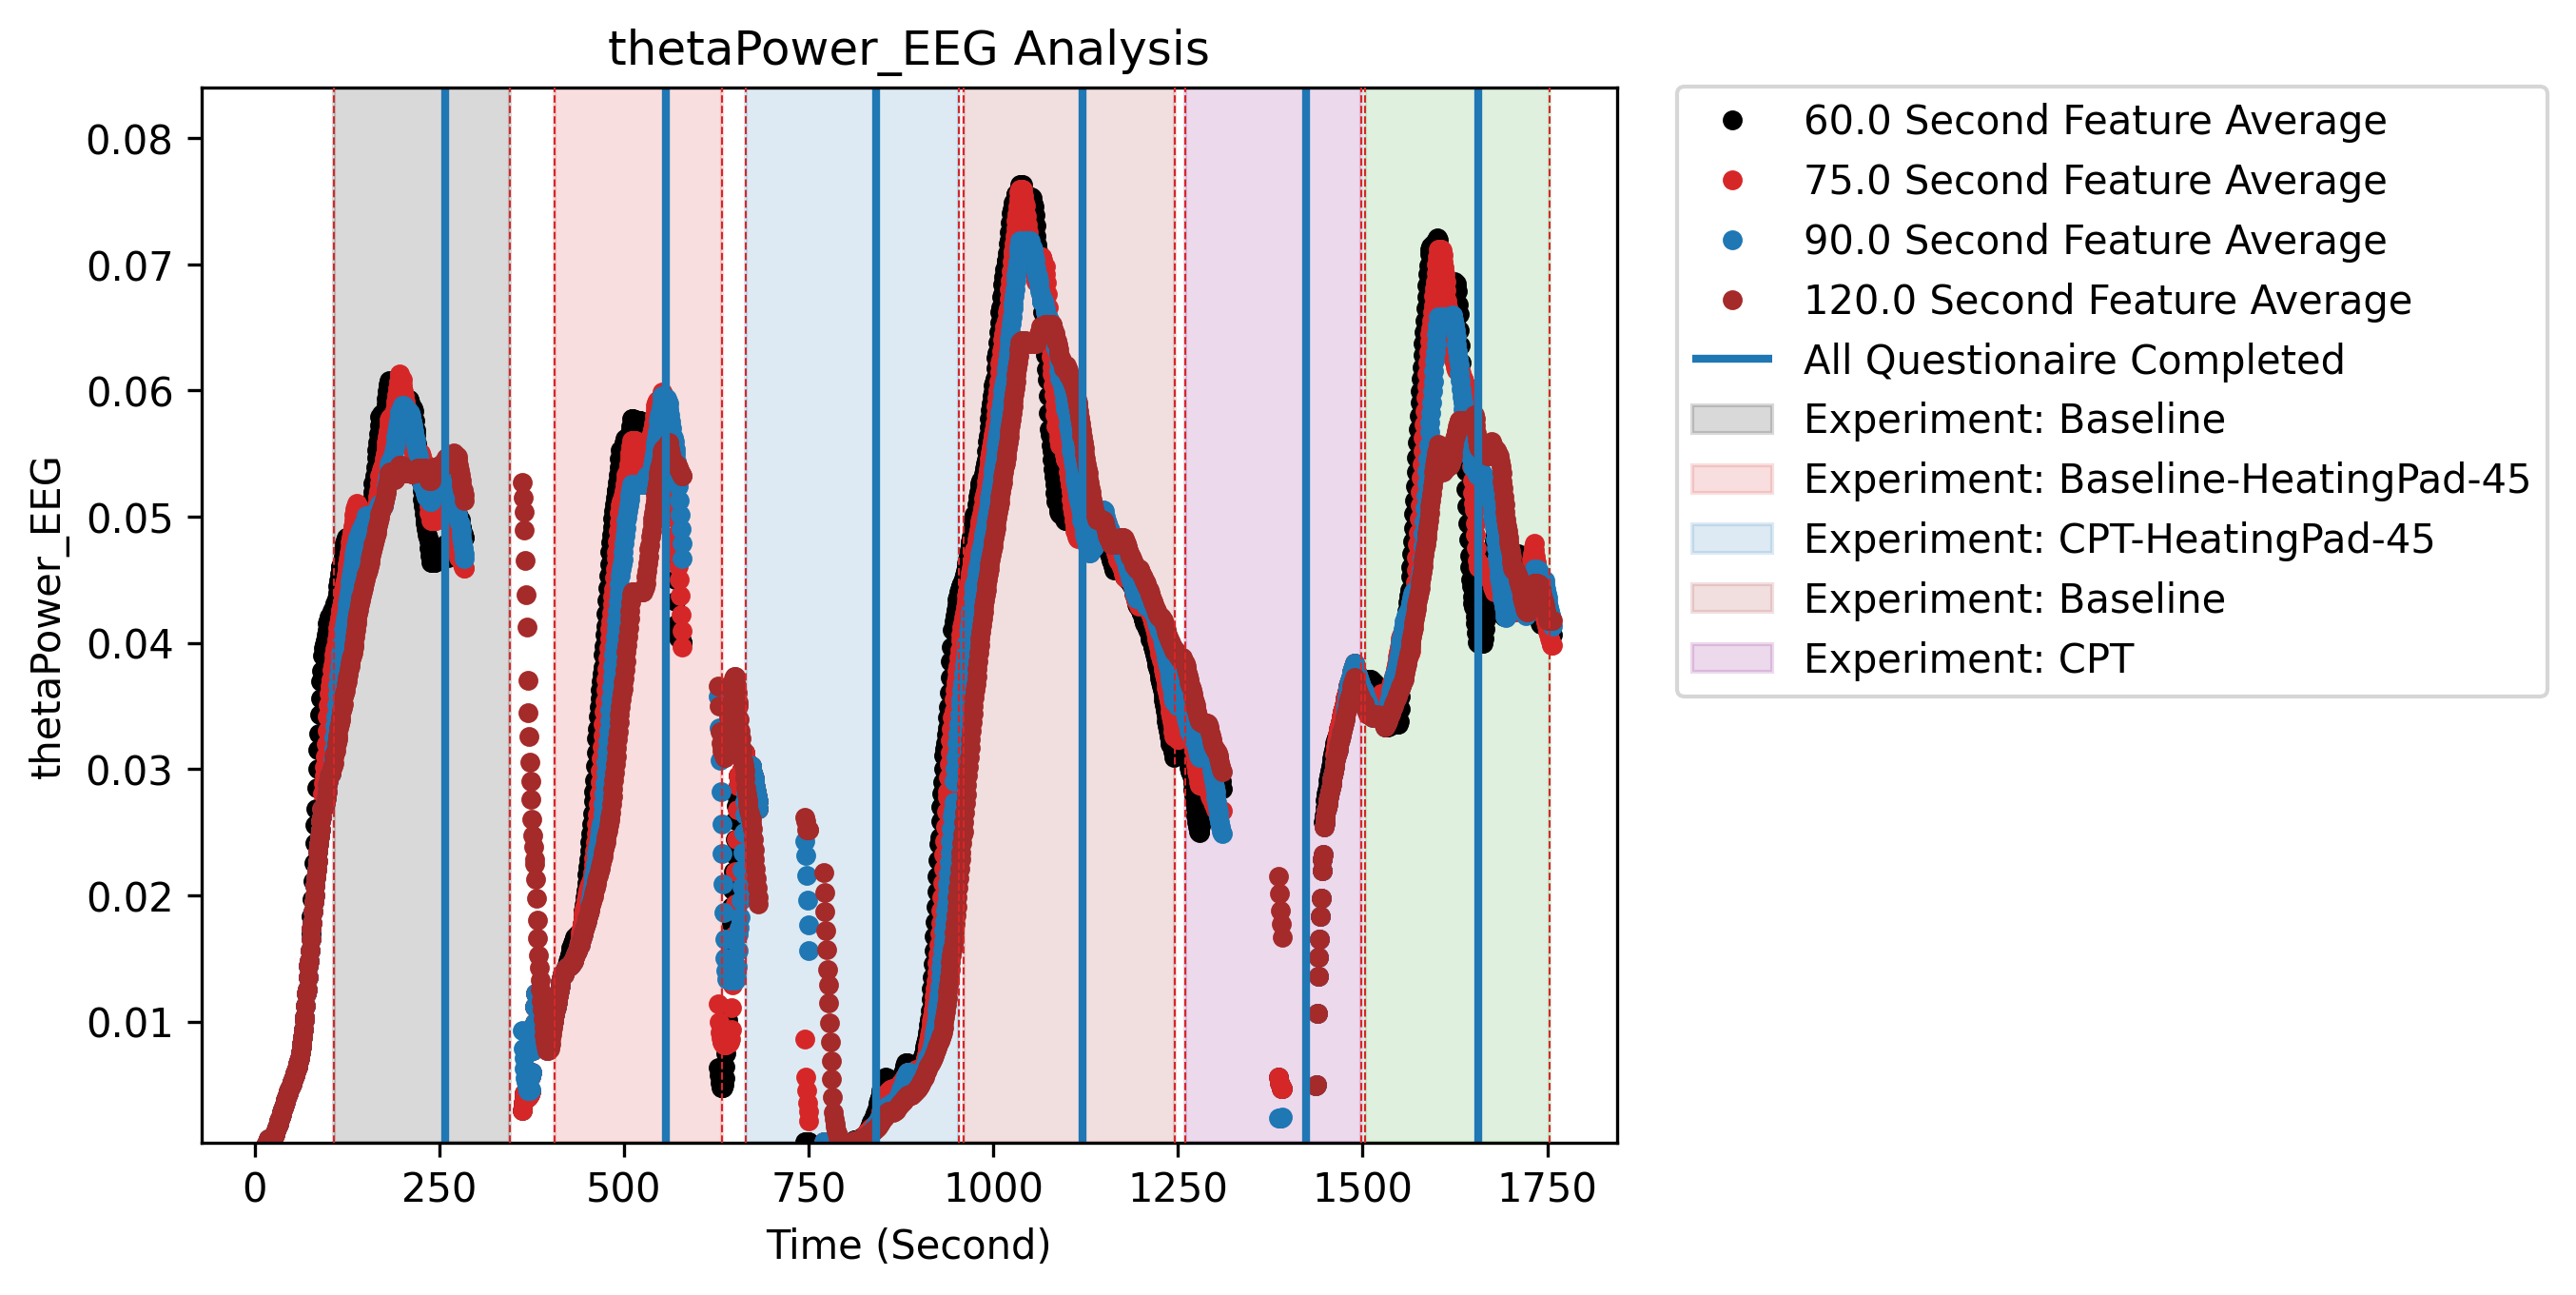 thetaPower_EEG Analysis
0.08
0.07
0.06
0.05
0.04
0.03
0.02
0.01
thetaPower_EEG
0 250 500 750 1000 1250 1500 1750
Time (Second)
60.0 Second Feature Average
75.0 Second Feature Average
90.0 Second Feature Average
120.0 Second Feature Average
All Questionaire Completed
Experiment: Baseline
Experiment: Baseline-HeatingPad-45
Experiment: CPT-HeatingPad-45
Experiment: Baseline
Experiment: CPT